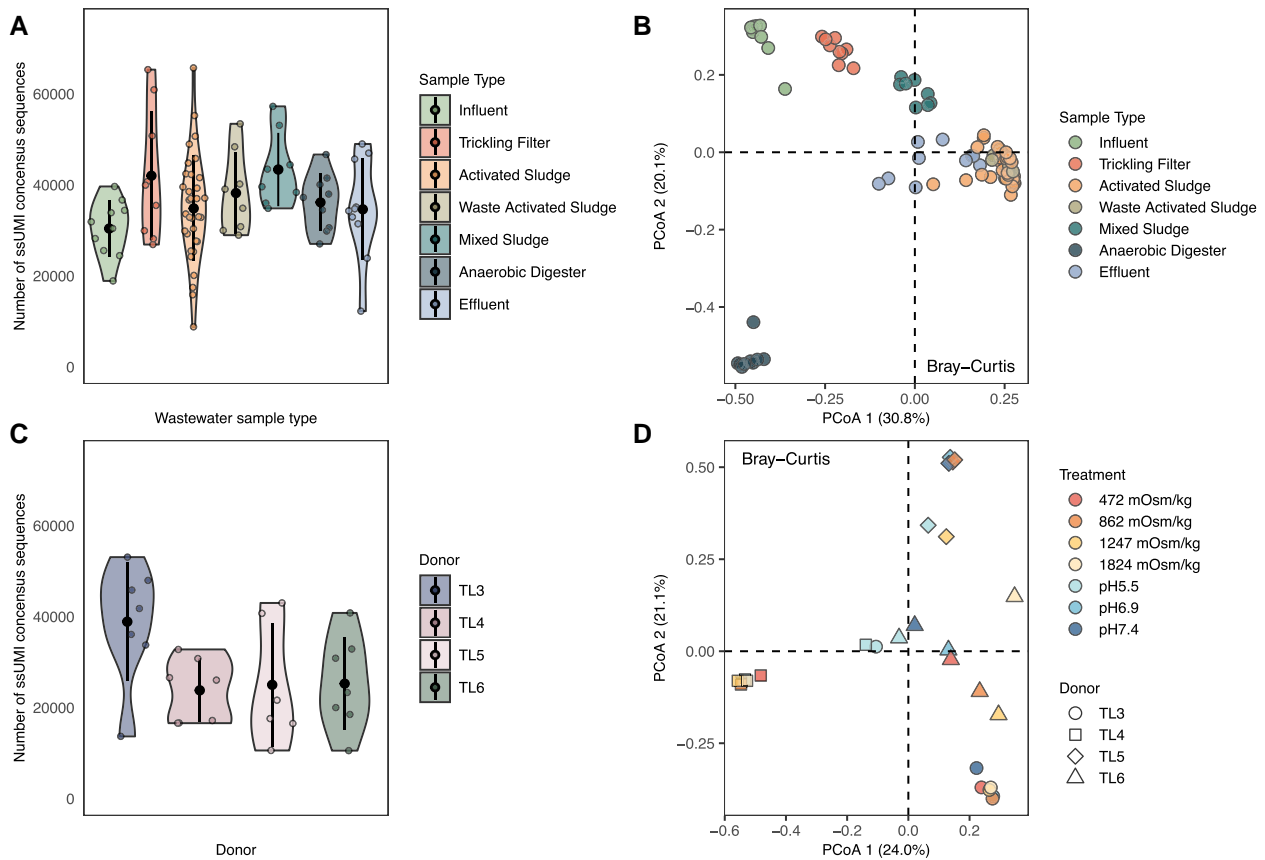 A
Number of ssUMI concensus sequences
60000
40000
20000
0
Wastewater sample type
Sample Type
Influent
Trickling Filter
Activated Sludge
Waste Activated Sludge
Mixed Sludge
Anaerobic Digester
Effluent
B
PCoA 2 (20.1%)
0.2
0.0
−0.2
−0.4
Bray−Curtis
−0.50
−0.25
0.00
0.25
PCoA 1 (30.8%)
Sample Type
Influent
Trickling Filter
Activated Sludge
Waste Activated Sludge
Mixed Sludge
Anaerobic Digester
Effluent
C
Number of ssUMI concensus sequences
60000
40000
20000
0
Donor
Donor
TL3
TL4
TL5
TL6
D
Bray−Curtis
PCoA 2 (21.1%)
0.50
0.25
0.00
−0.25
−0.6
−0.4
−0.2
0.0
0.2
PCoA 1 (24.0%)
Treatment
472 mOsm/kg
862 mOsm/kg
1247 mOsm/kg
1824 mOsm/kg
pH5.5
pH6.9
pH7.4
Donor
TL3
TL4
TL5
TL6